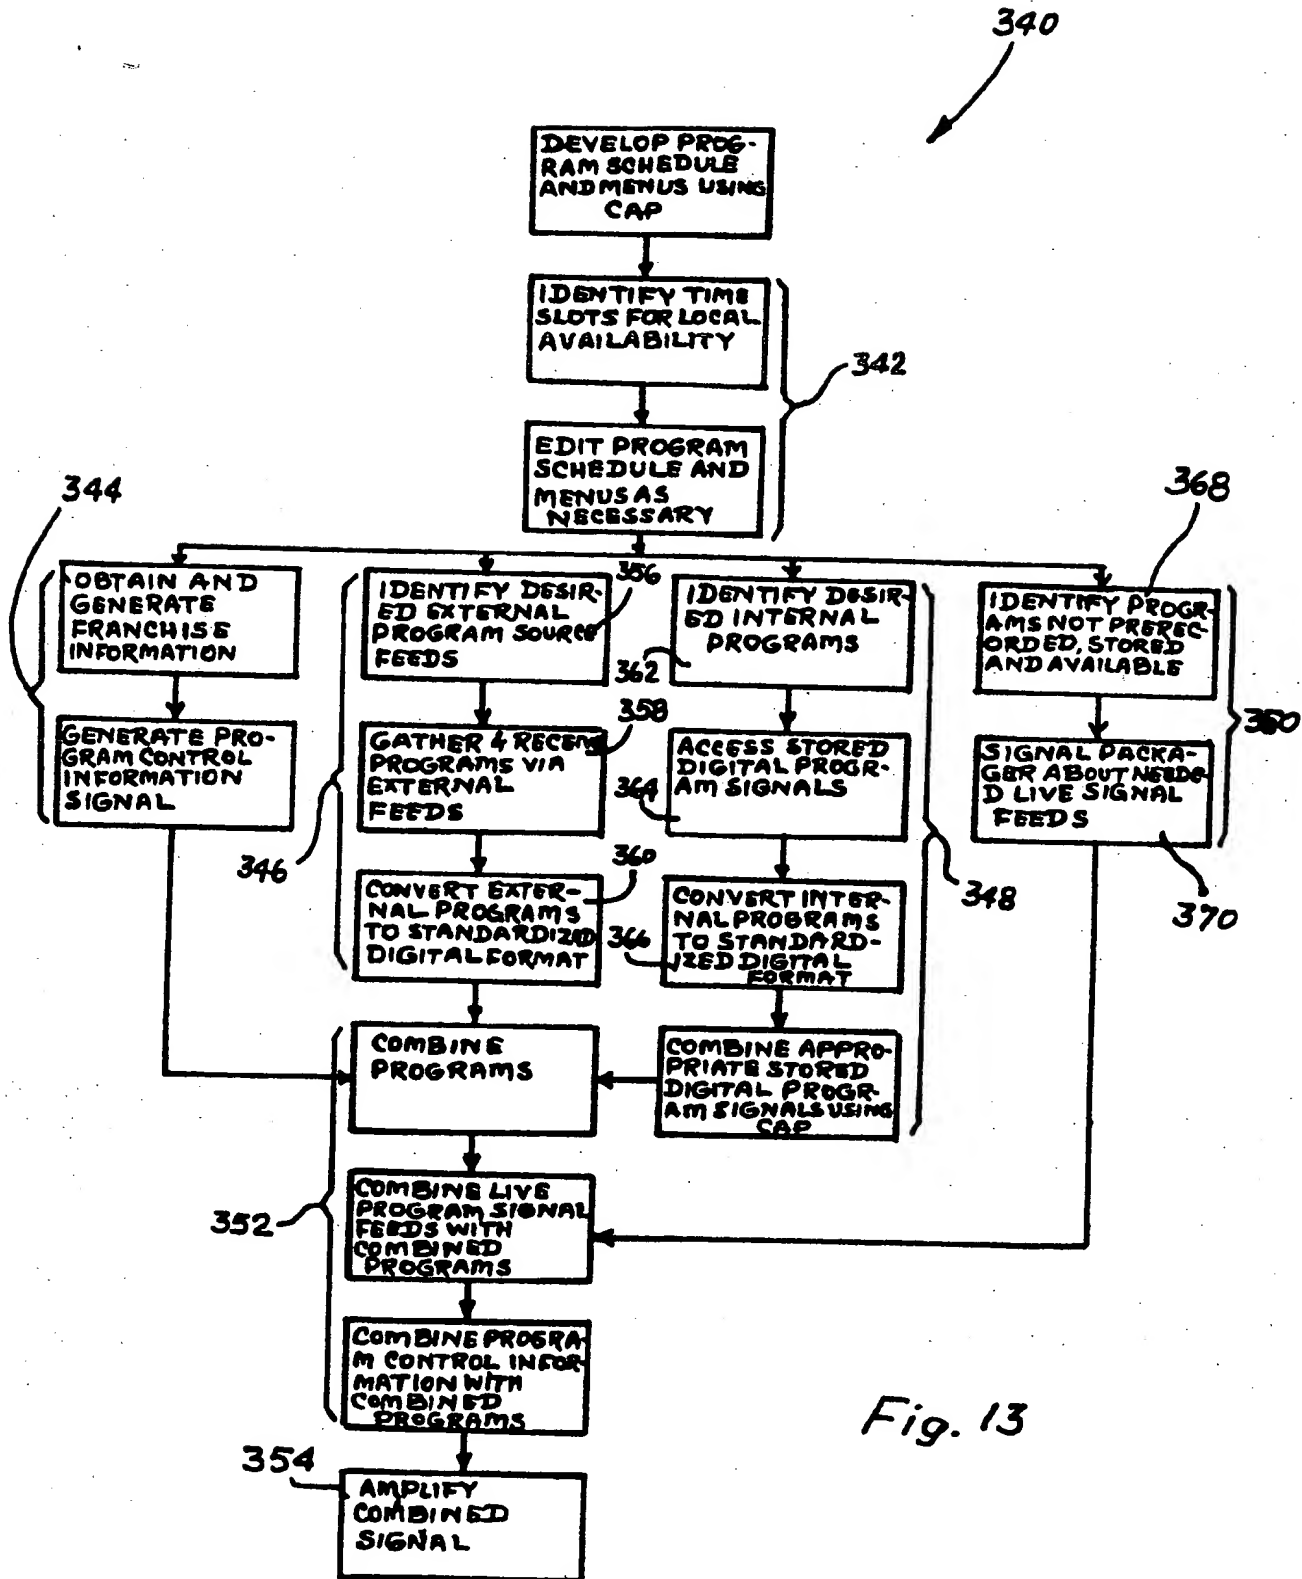 340
DEVELOP PROG-
RAM SCHEDULE
AND MENUS USING
CAP
IDENTIFY TIME
SLOTS FOR LOCAL
AVAILABILITY
342
EDIT PROGRAM
SCHEDULE AND
MENUS AS
NECESSARY
344
368
OBTAIN AND
GENERATE
FRANCHISE
INFORMATION
IDENTIFY DESIR-
ED EXTERNAL
PROGRAM SOURCE
FEEDS
356
IDENTIFY DESIR-
ED INTERNAL
PROGRAMS
362
IDENTIFY PROGR-
AMS NOT PREREC-
ORDED, STORED
AND AVAILABLE
GENERATE PRO-
GRAM CONTROL
INFORMATION
SIGNAL
GATHER & RECEIVE
PROGRAMS VIA
EXTERNAL
FEEDS
358
ACCESS STORED
DIGITAL PROGR-
AM SIGNALS
364
SIGNAL PACKA-
GER ABOUT NEEDE-
D LIVE SIGNAL
FEEDS
350
346
CONVERT EXTER-
NAL PROGRAMS
TO STANDARDIZED
DIGITAL FORMAT
360
CONVERT INTER-
NAL PROGRAMS
TO STANDARD-
IZED DIGITAL
FORMAT
366
348
370
COMBINE
PROGRAMS
COMBINE APPRO-
PRIATE STORED
DIGITAL PROGR-
AM SIGNALS USING
CAP
352
COMBINE LIVE
PROGRAM SIGNAL
FEEDS WITH
COMBINED
PROGRAMS
COMBINE PROGRA-
M CONTROL INFOR-
MATION WITH
COMBINED
PROGRAMS
Fig. 13
354
AMPLIFY
COMBINED
SIGNAL